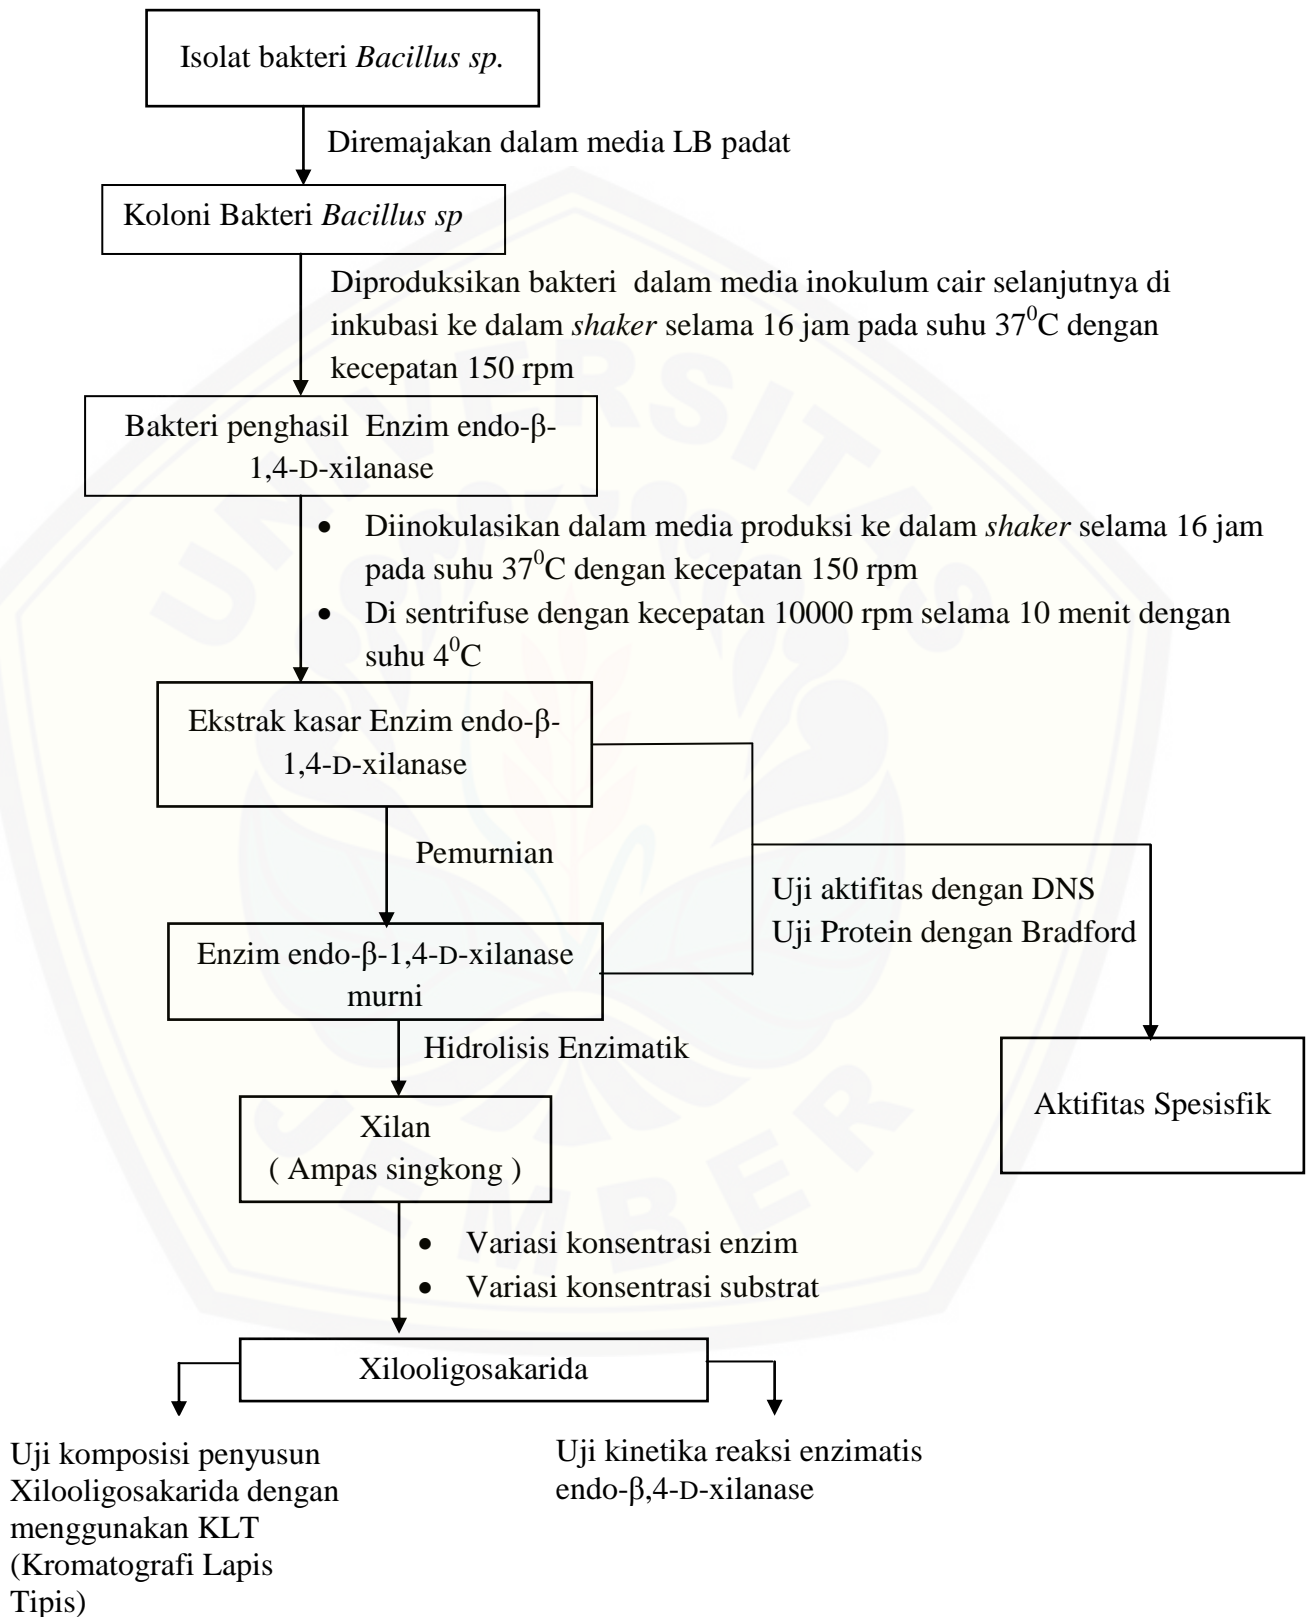 Isolat bakteri Bacillus sp.
Diremajakan dalam media LB padat
Koloni Bakteri Bacillus sp
Diproduksikan bakteri dalam media inokulum cair selanjutnya di
inkubasi ke dalam shaker selama 16 jam pada suhu 37⁰C dengan
kecepatan 150 rpm
Bakteri penghasil Enzim endo-β-
1,4-D-xilanase
• Diinokulasikan dalam media produksi ke dalam shaker selama 16 jam
pada suhu 37⁰C dengan kecepatan 150 rpm
• Di sentrifuse dengan kecepatan 10000 rpm selama 10 menit dengan
suhu 4⁰C
Ekstrak kasar Enzim endo-β-
1,4-D-xilanase
Pemurnian
Uji aktifitas dengan DNS
Uji Protein dengan Bradford
Enzim endo-β-1,4-D-xilanase
murni
Hidrolisis Enzimatik
Aktifitas Spesisfik
Xilan
( Ampas singkong )
• Variasi konsentrasi enzim
• Variasi konsentrasi substrat
Xilooligosakarida
Uji komposisi penyusun
Xilooligosakarida dengan
menggunakan KLT
(Kromatografi Lapis
Tipis)
Uji kinetika reaksi enzimatis
endo-β,4-D-xilanase
UNIVERSITAS
JEMBER